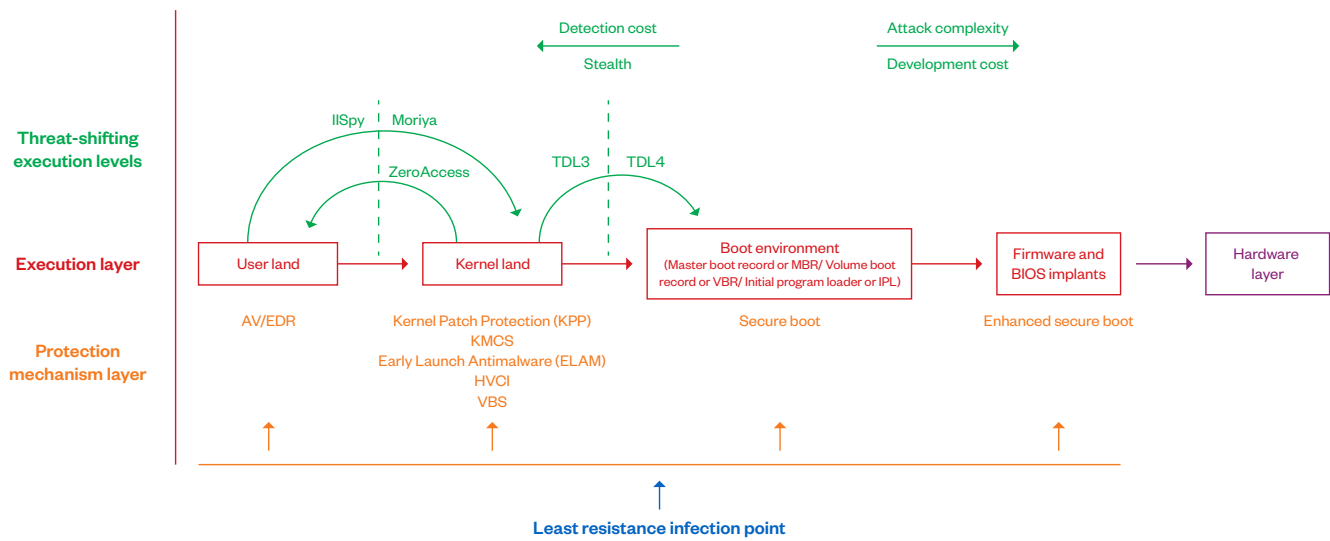 Detection cost
Stealth
Attack complexity
Development cost
Threat-shifting
execution levels
IISpy
Moriya
ZeroAccess
TDL3
TDL4
Execution layer
User land
Kernel land
Boot environment
(Master boot record or MBR/ Volume boot
record or VBR/ Initial program loader or IPL)
Firmware and
BIOS implants
Hardware
layer
Protection
mechanism layer
AV/EDR
Kernel Patch Protection (KPP)
KMCS
Early Launch Antimalware (ELAM)
HVCI
VBS
Secure boot
Enhanced secure boot
Least resistance infection point